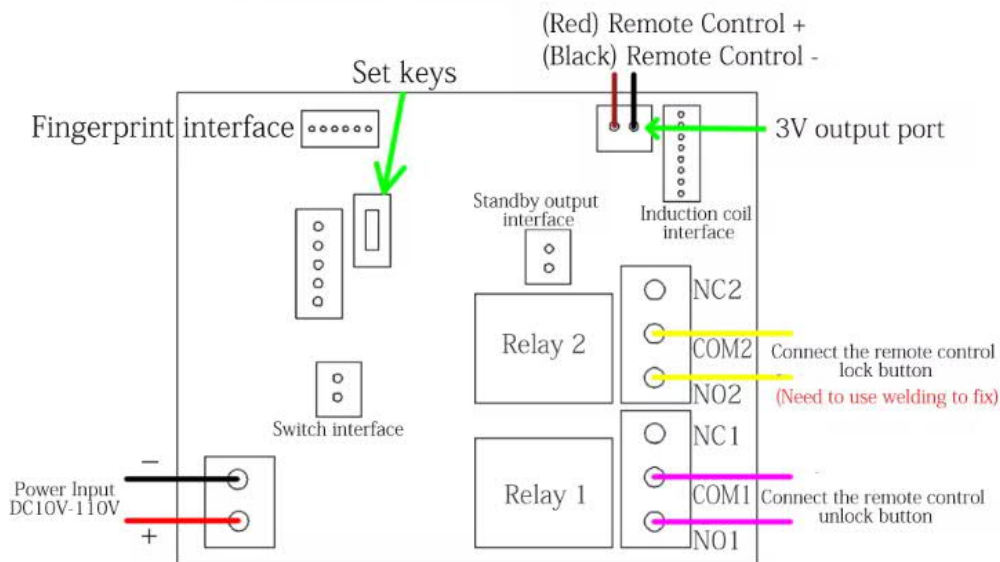 (Red) Remote Control +
(Black) Remote Control -
Set keys
Fingerprint interface
3V output port
Standby output
interface
Induction coil
interface
NC2
Relay 2
COM2
Connect the remote control
lock button
NO2
(Need to use welding to fix)
Switch interface
NC1
−
Power Input
DC10V-110V
+
Relay 1
COM1
Connect the remote control
unlock button
NO1